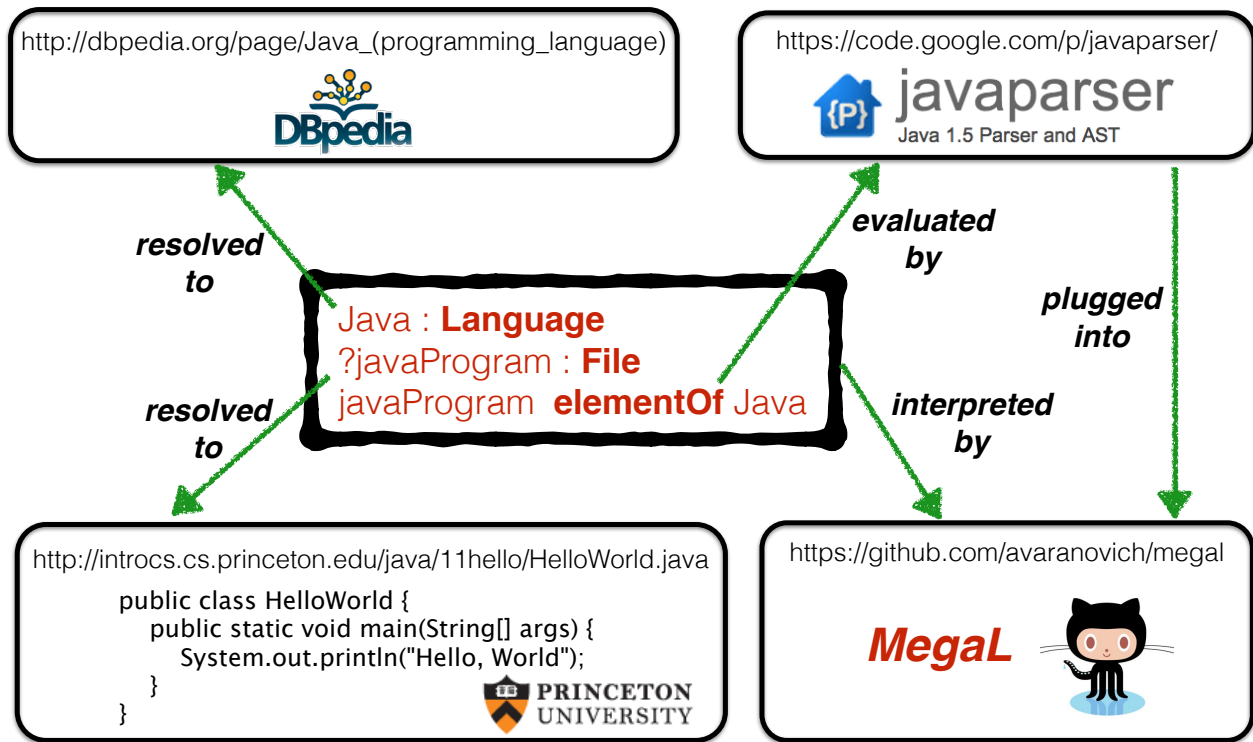 http://dbpedia.org/page/Java_(programming_language)
DBpedia
https://code.google.com/p/javaparser/
{P}
javaparser
Java 1.5 Parser and AST
resolved
to
evaluated
by
plugged
into
Java : Language
?javaProgram : File
javaProgram elementOf Java
resolved
to
interpreted
by
http://introcs.cs.princeton.edu/java/11hello/HelloWorld.java
public class HelloWorld {
public static void main(String[] args) {
System.out.println("Hello, World");
}
}
PRINCETON
UNIVERSITY
https://github.com/avaranovich/megal
MegaL